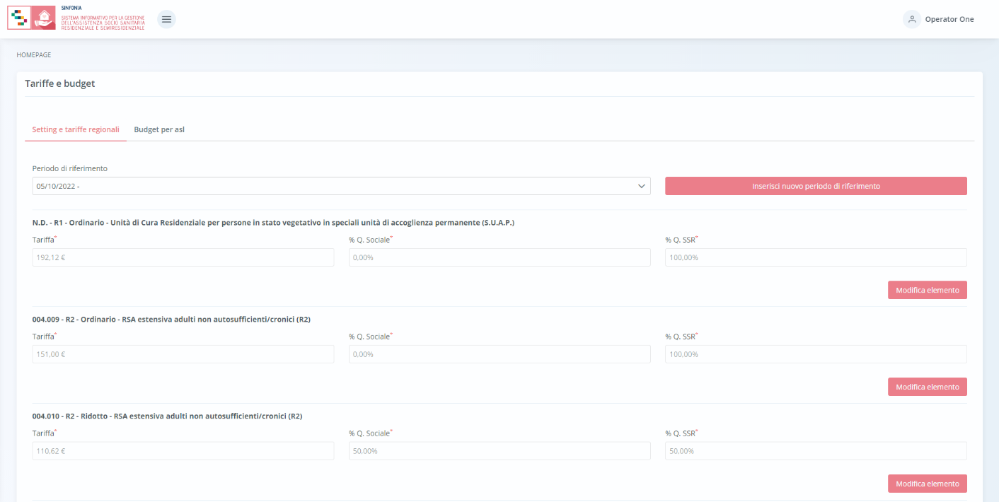 SINFONIA
SISTEMA INFORMATIVO PER LA GESTIONE
DELL'ASSISTENZA SOCIO SANITARIA
RESIDENZIALE E SEMIRESIDENZIALE
Operator One
HOMEPAGE
Tariffe e budget
Setting e tariffe regionali Budget per asl
Periodo di riferimento
05/10/2022 -
Inserisci nuovo periodo di riferimento
N.D. - R1 - Ordinario - Unità di Cura Residenziale per persone in stato vegetativo in speciali unità di accoglienza permanente (S.U.A.P.)
Tariffa* % Q. Sociale* % Q. SSR*
192,12 € 0,00% 100,00%
Modifica elemento
004.009 - R2 - Ordinario - RSA estensiva adulti non autosufficienti/cronici (R2)
Tariffa* % Q. Sociale* % Q. SSR*
151,00 € 0,00% 100,00%
Modifica elemento
004.010 - R2 - Ridotto - RSA estensiva adulti non autosufficienti/cronici (R2)
Tariffa* % Q. Sociale* % Q. SSR*
110,62 € 50,00% 50,00%
Modifica elemento